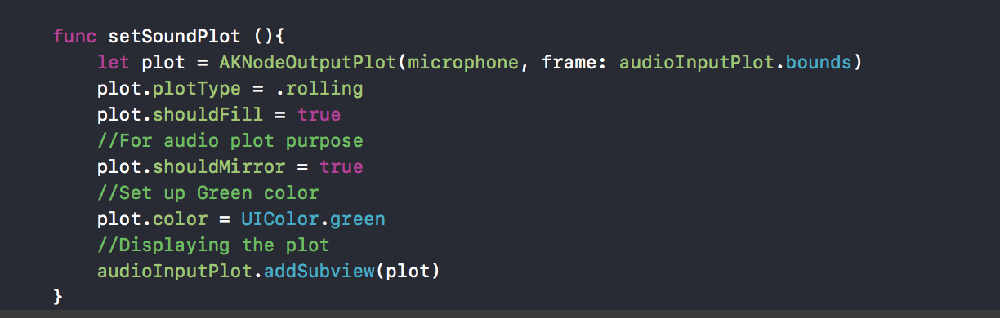 func setSoundPlot (){
let plot = AKNodeOutputPlot(microphone, frame: audioInputPlot.bounds)
plot.plotType = .rolling
plot.shouldFill = true
//For audio plot purpose
plot.shouldMirror = true
//Set up Green color
plot.color = UIColor.green
//Displaying the plot
audioInputPlot.addSubview(plot)
}